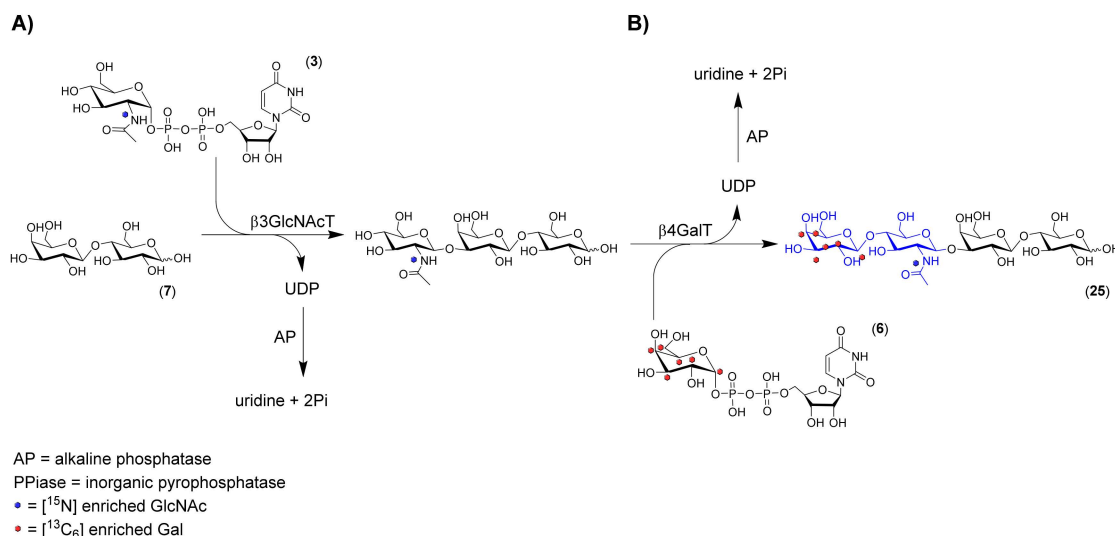 A)
B)
(3)
uridine + 2Pi
AP
UDP
β3GlcNAcT
β4GalT
(7)
UDP
(25)
AP
(6)
uridine + 2Pi
AP = alkaline phosphatase
PPiase = inorganic pyrophosphatase
= [¹⁵N] enriched GlcNAc
= [¹³C₆] enriched Gal